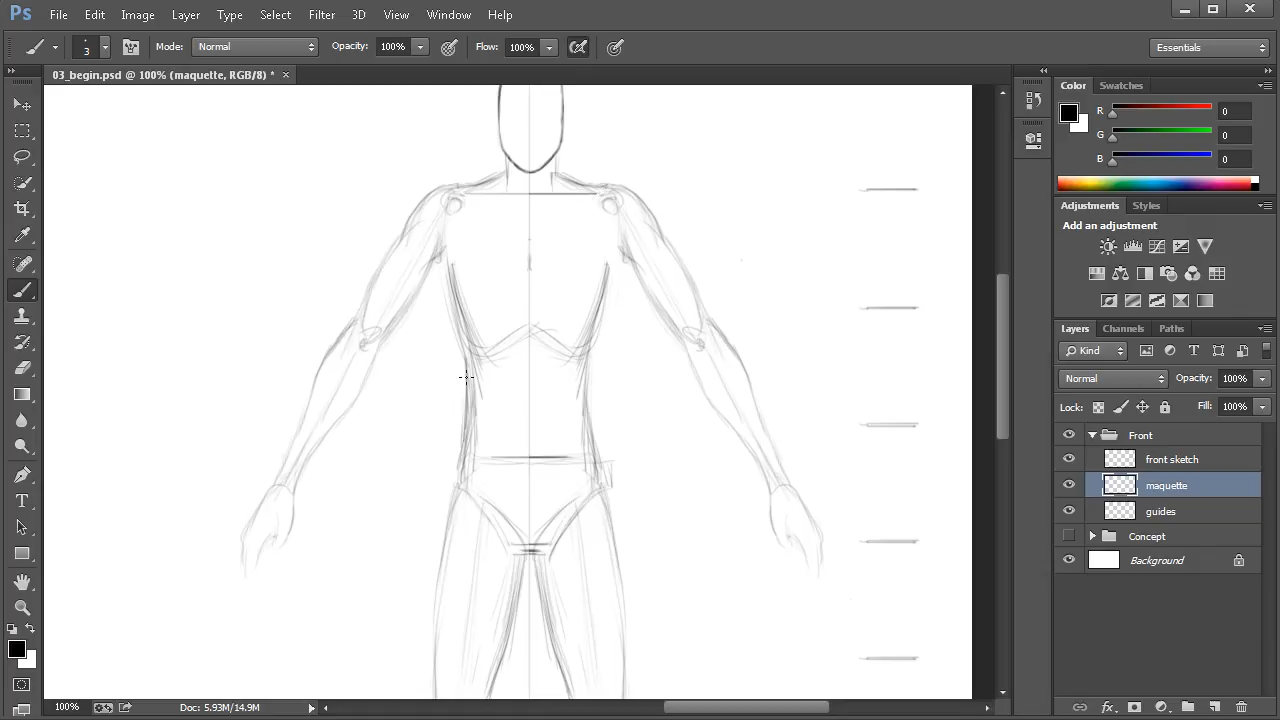 Ps File Edit Image Layer Type Select Filter 3D View Window Help
3 Mode: Normal Opacity: 100% Flow: 100% Essentials
03_begin.psd @ 100% (maquette, RGB/8) * ×
Color Swatches
R 0
G 0
B 0
Adjustments Styles
Add an adjustment
Layers Channels Paths
Kind
Normal Opacity: 100%
Lock: Fill: 100%
Front
front sketch
maquette
guides
Concept
Background
100% Doc: 5.93M/14.9M